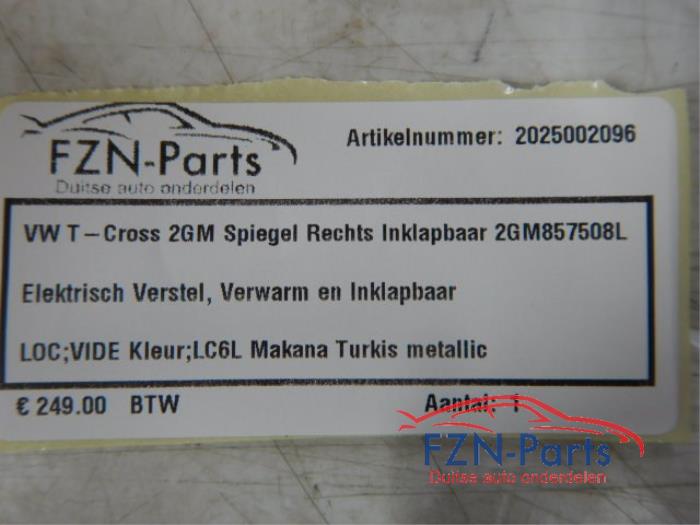 Artikelnummer: 2025002096
FZN-Parts
Duitse auto onderdelen
VW T-Cross 2GM Spiegel Rechts Inklapbaar 2GM857508L
Elektrisch Verstel, Verwarm en Inklapbaar
LOC;VIDE Kleur;LC6L Makana Turkis metallic
€ 249.00 BTW
Aantal: 1
FZN-Parts
Duitse auto onderdelen